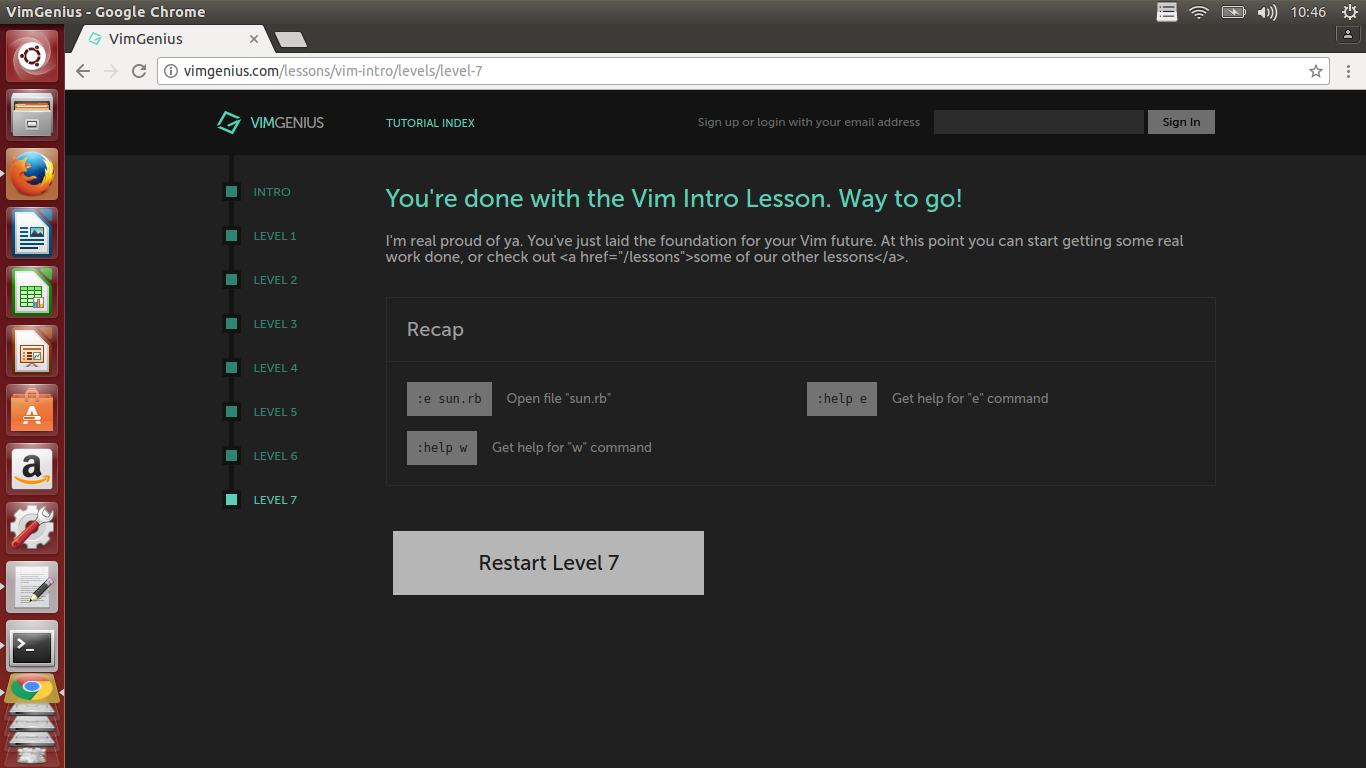 VimGenius - Google Chrome
10:46
VimGenius
vimgenius.com/lessons/vim-intro/levels/level-7
VIMGENIUS
TUTORIAL INDEX
Sign up or login with your email address
Sign In
INTRO
LEVEL 1
LEVEL 2
LEVEL 3
LEVEL 4
LEVEL 5
LEVEL 6
LEVEL 7
You're done with the Vim Intro Lesson. Way to go!
I'm real proud of ya. You've just laid the foundation for your Vim future. At this point you can start getting some real
work done, or check out <a href="/lessons">some of our other lessons</a>.
Recap
:e sun.rb Open file "sun.rb"
:help e Get help for "e" command
:help w Get help for "w" command
Restart Level 7